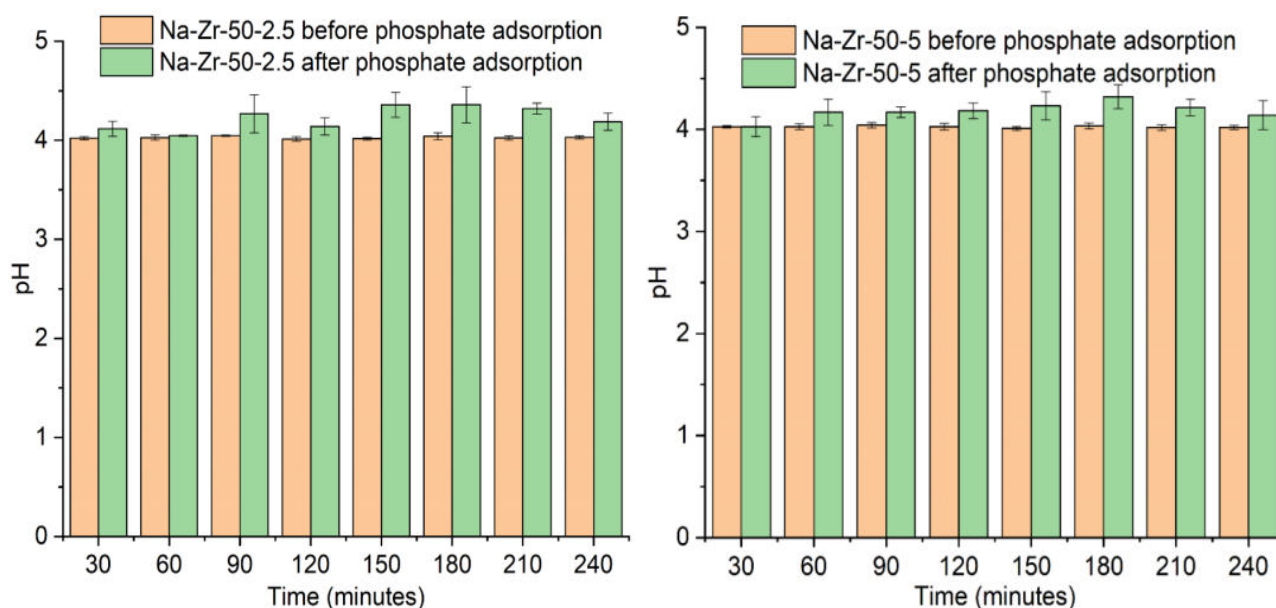 Na-Zr-50-2.5 before phosphate adsorption
Na-Zr-50-2.5 after phosphate adsorption
5
4
3
2
1
0
pH
30 60 90 120 150 180 210 240
Time (minutes)
Na-Zr-50-5 before phosphate adsorption
Na-Zr-50-5 after phosphate adsorption
5
4
3
2
1
0
pH
30 60 90 120 150 180 210 240
Time (minutes)